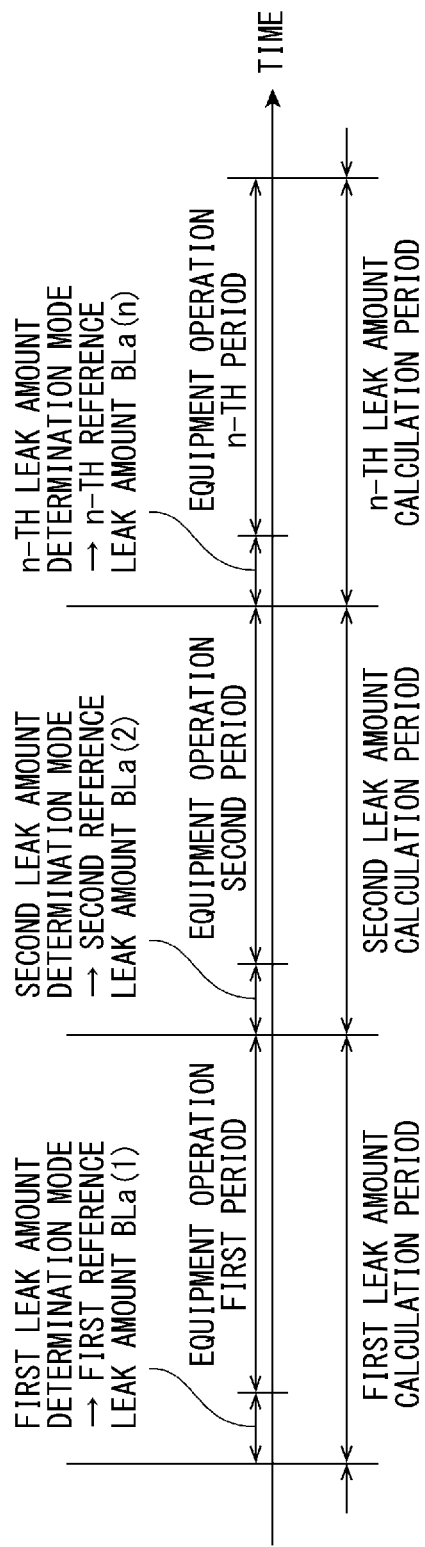 FIRST LEAK AMOUNT
DETERMINATION MODE
→ FIRST REFERENCE
LEAK AMOUNT BLa(1)
SECOND LEAK AMOUNT
DETERMINATION MODE
→ SECOND REFERENCE
LEAK AMOUNT BLa(2)
n-TH LEAK AMOUNT
DETERMINATION MODE
→ n-TH REFERENCE
LEAK AMOUNT BLa(n)
EQUIPMENT OPERATION
FIRST PERIOD
EQUIPMENT OPERATION
SECOND PERIOD
EQUIPMENT OPERATION
n-TH PERIOD
TIME
FIRST LEAK AMOUNT
CALCULATION PERIOD
SECOND LEAK AMOUNT
CALCULATION PERIOD
n-TH LEAK AMOUNT
CALCULATION PERIOD